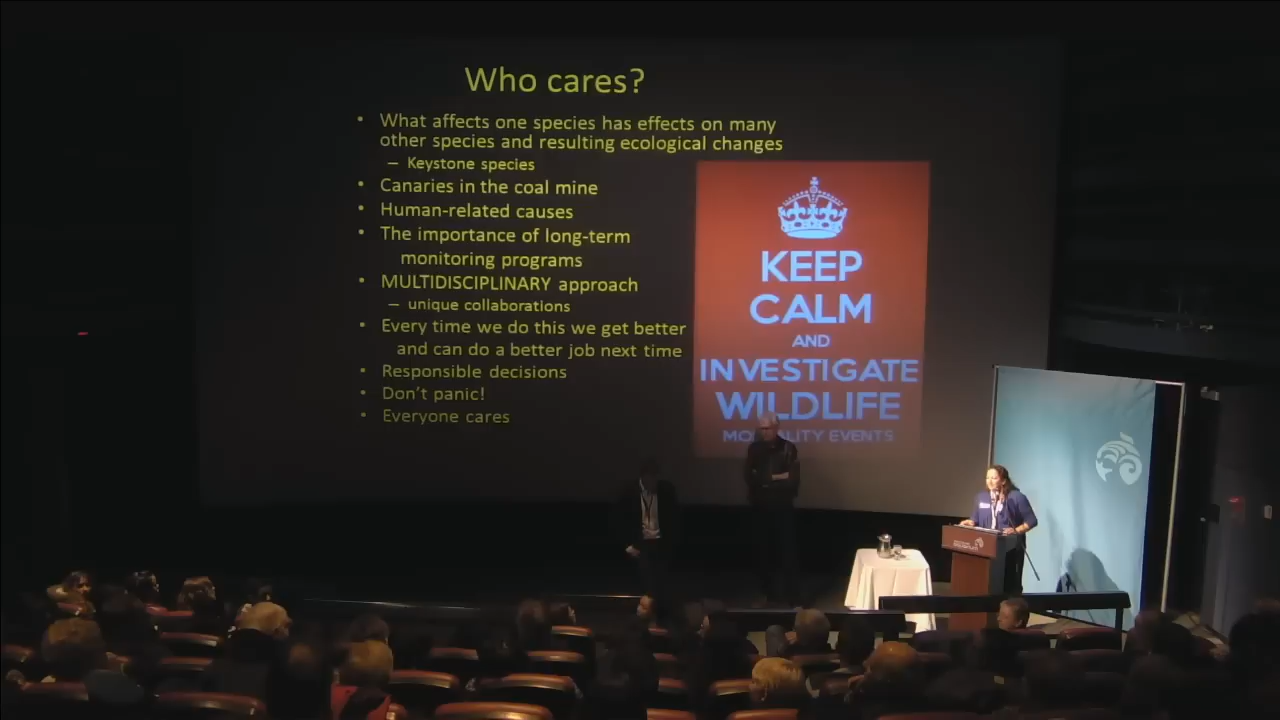 Who cares?
• What affects one species has effects on many
other species and resulting ecological changes
– Keystone species
• Canaries in the coal mine
• Human-related causes
• The importance of long-term
monitoring programs
• MULTIDISCIPLINARY approach
– unique collaborations
• Every time we do this we get better
and can do a better job next time
• Responsible decisions
• Don't panic!
• Everyone cares
KEEP
CALM
AND
INVESTIGATE
WILDLIFE
MORTALITY EVENTS